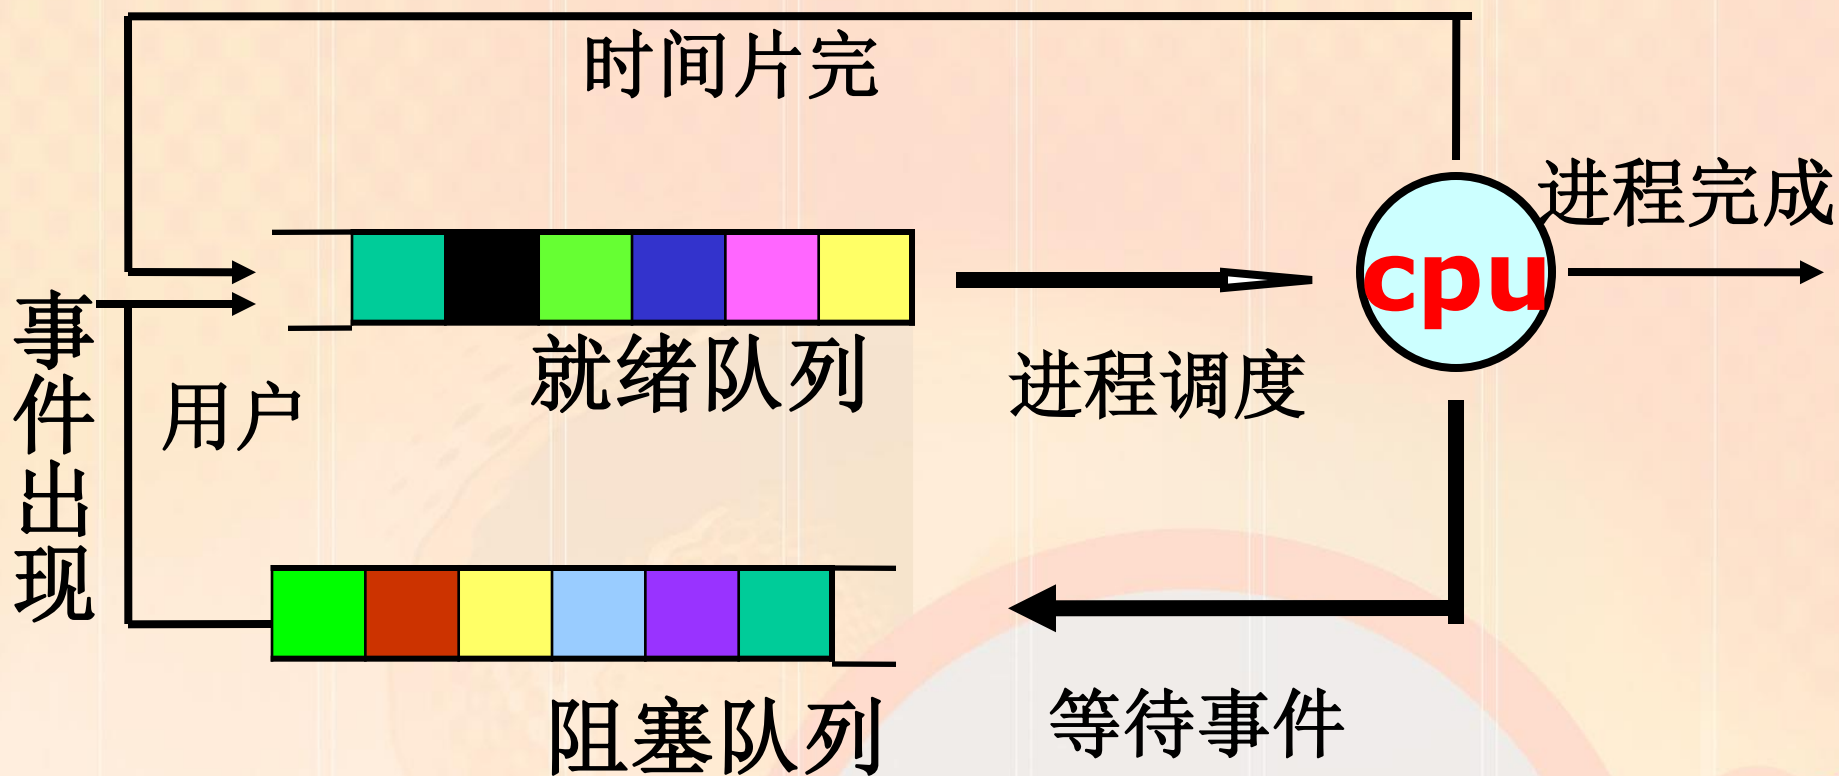 时间片完
进程完成
cpu
事件出现
就绪队列
进程调度
用户
阻塞队列
等待事件